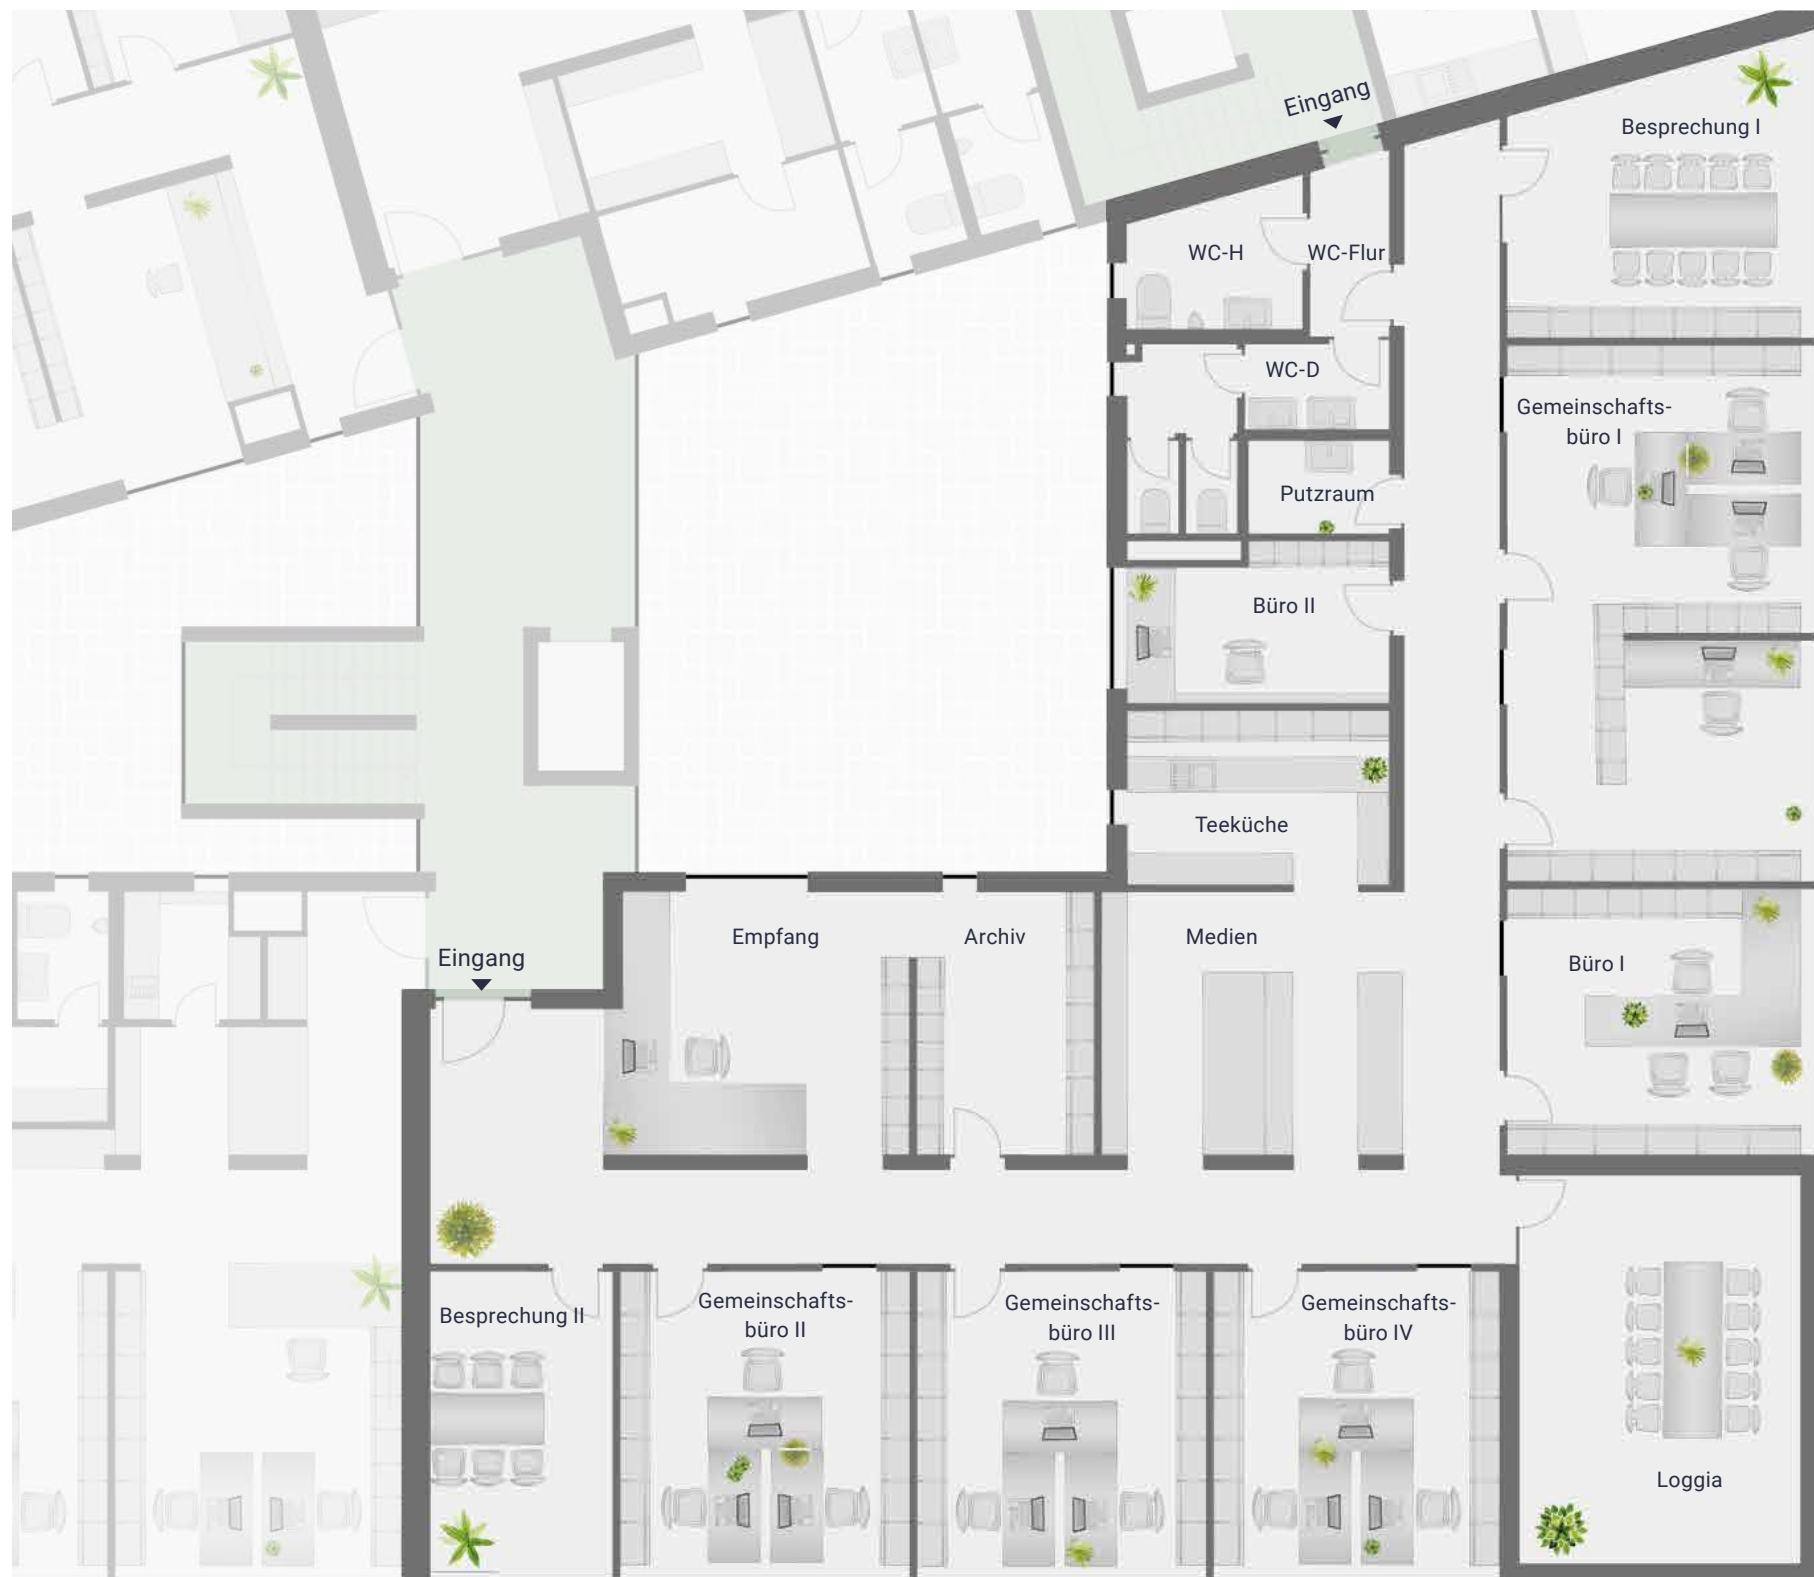 Eingang
Besprechung I
WC-H
WC-Flur
WC-D
Gemeinschafts-
büro I
Putzraum
Büro II
Teeküche
Empfang
Archiv
Medien
Büro I
Eingang
Besprechung II
Gemeinschafts-
büro II
Gemeinschafts-
büro III
Gemeinschafts-
büro IV
Loggia